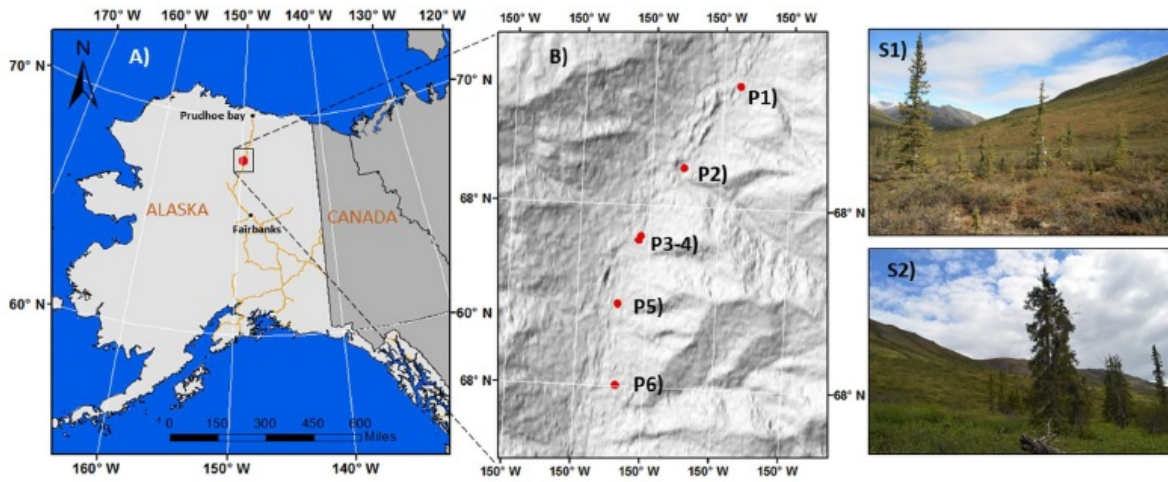 170° W 160° W 150° W 140° W 130° W 120° W
70° N
N
A)
Prudhoe bay
ALASKA
CANADA
Fairbanks
60° N
0 150 300 450 600
Miles
160° W 150° W 140° W
150° W 150° W 150° W 150° W 150° W
70° N
B)
P1)
P2)
68° N
68° N
P3-4)
P5)
60° N
P6)
68° N
68° N
150° W 150° W 150° W 150° W 150° W
S1)
S2)